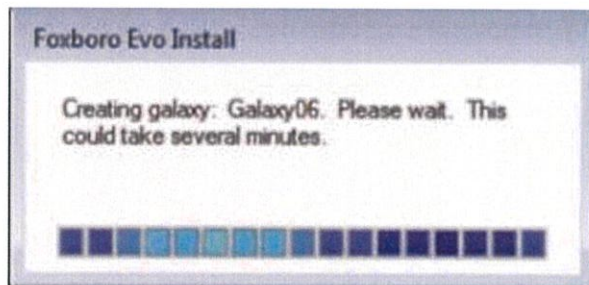 Foxboro Evo Install
Creating galaxy: Galaxy06. Please wait. This
could take several minutes.